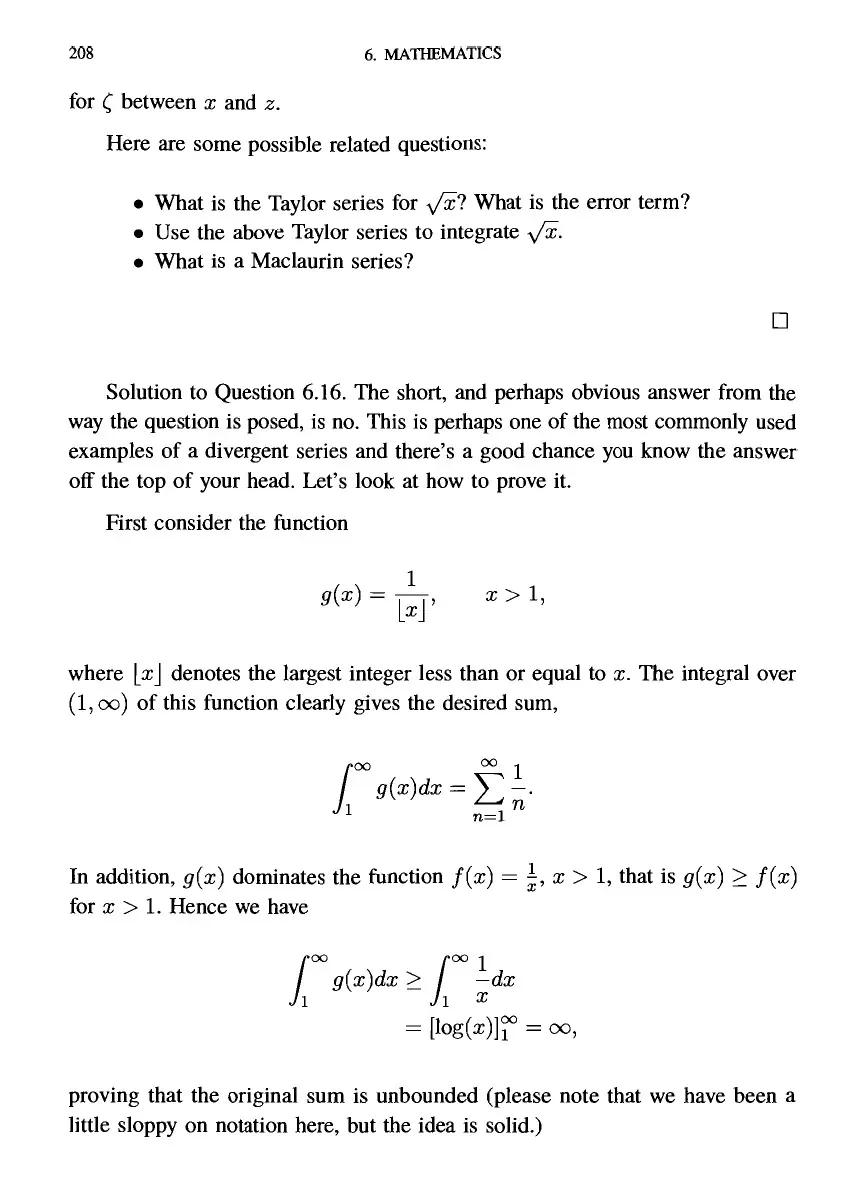 208 6. MATHEMATICS
for ζ between x and z.
Here are some possible related questions:
• What is the Taylor series for √x? What is the error term?
• Use the above Taylor series to integrate √x.
• What is a Maclaurin series?
□
Solution to Question 6.16. The short, and perhaps obvious answer from the
way the question is posed, is no. This is perhaps one of the most commonly used
examples of a divergent series and there's a good chance you know the answer
off the top of your head. Let's look at how to prove it.
First consider the function
g(x) = 1/⌊x⌋, x > 1,
where ⌊x⌋ denotes the largest integer less than or equal to x. The integral over
(1, ∞) of this function clearly gives the desired sum,
∫₁^∞ g(x)dx = ∑_{n=1}^∞ 1/n.
In addition, g(x) dominates the function f(x) = 1/x, x > 1, that is g(x) ≥ f(x)
for x > 1. Hence we have
∫₁^∞ g(x)dx ≥ ∫₁^∞ 1/x dx
= [log(x)]₁^∞ = ∞,
proving that the original sum is unbounded (please note that we have been a
little sloppy on notation here, but the idea is solid.)